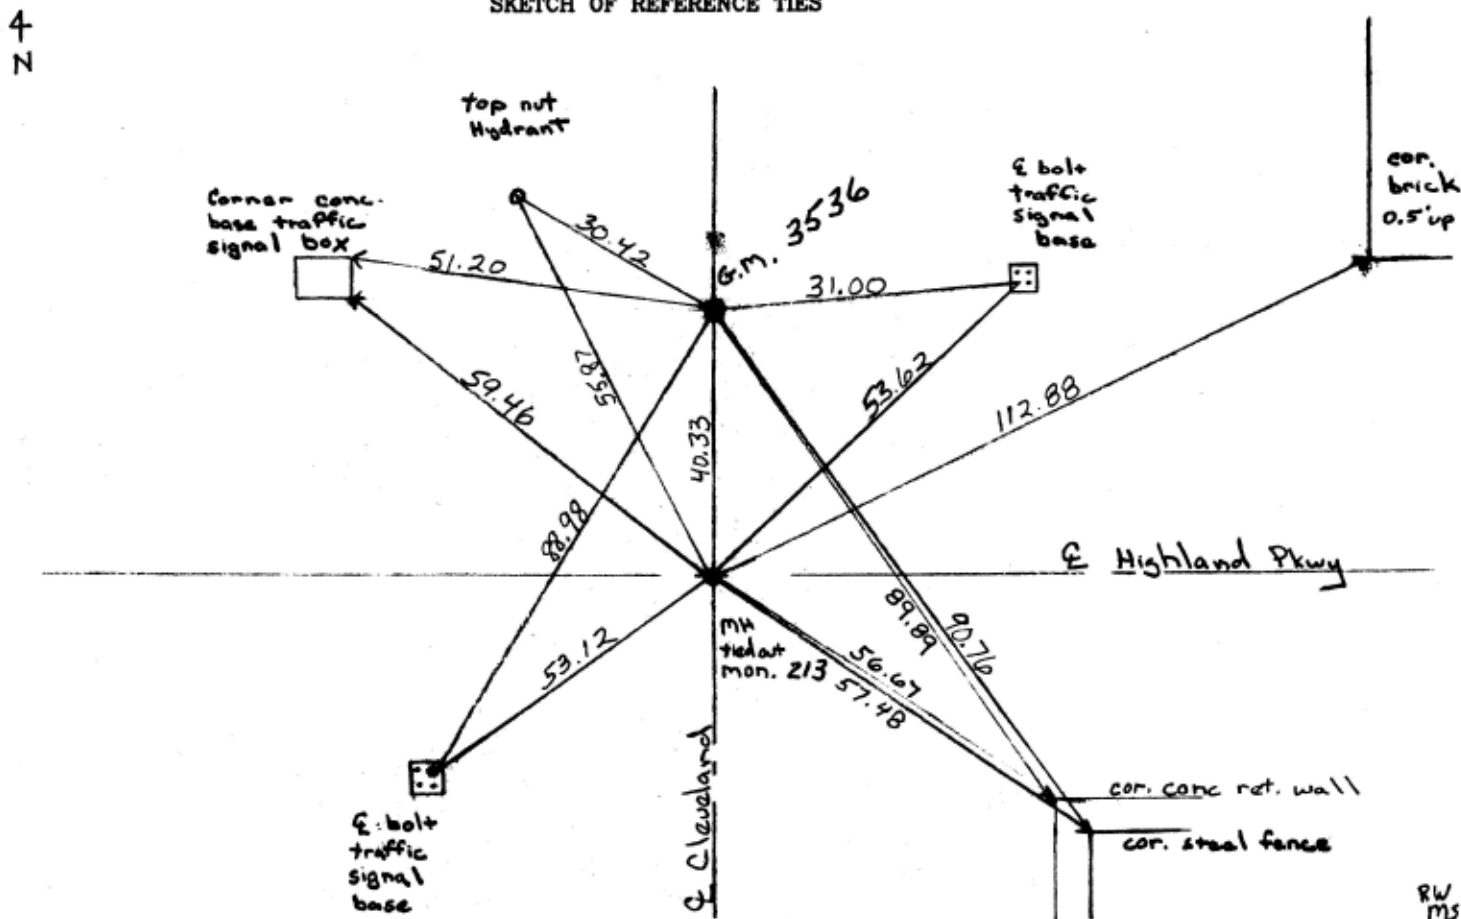 SKETCH OF REFERENCE TIES
N
top nut
Hydrant
Corner conc.
base traffic
signal box
℄ bolt
traffic
signal
base
cor.
brick
0.5'up
G.M. 3536
30.42
51.20
31.00
55.87
59.46
53.62
112.88
40.33
88.98
℄ Highland Pkwy
89.89
90.76
53.12
MH
tied out
mon. 213
56.67
57.48
℄ Cleveland
cor. conc ret. wall
cor. steel fence
℄ bolt
traffic
signal
base
RW
MS